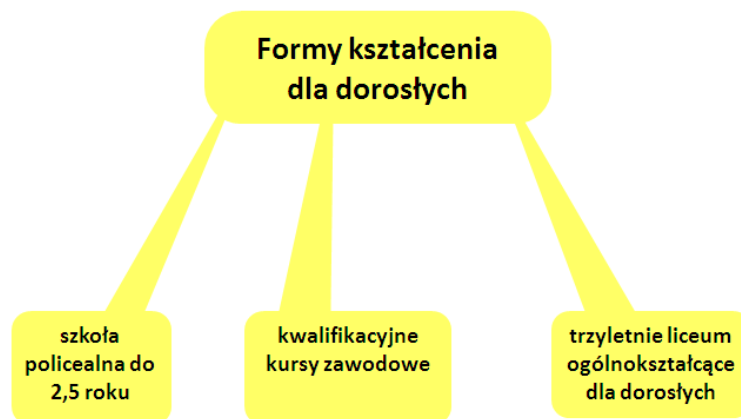 Formy kształcenia
dla dorosłych
szkoła
policealna do
2,5 roku
kwalifikacyjne
kursy zawodowe
trzyletnie liceum
ogólnokształcące
dla dorosłych